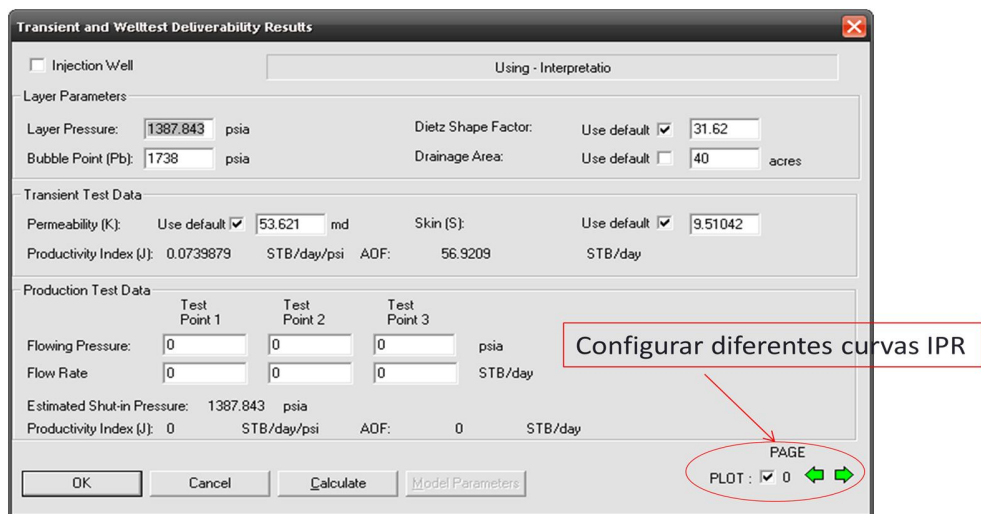 Transient and Welltest Deliverability Results
Injection Well
Using - Interpretatio
Layer Parameters
Layer Pressure: 1387.843 psia Dietz Shape Factor: Use default 31.62
Bubble Point (Pb): 1738 psia Drainage Area: Use default 40 acres
Transient Test Data
Permeability (K): Use default 53.621 md Skin (S): Use default 9.51042
Productivity Index (J): 0.0739879 STB/day/psi AOF: 56.9209 STB/day
Production Test Data
Test Point 1 Test Point 2 Test Point 3
Flowing Pressure: 0 0 0 psia
Flow Rate 0 0 0 STB/day
Configurar diferentes curvas IPR
Estimated Shut-in Pressure: 1387.843 psia
Productivity Index (J): 0 STB/day/psi AOF: 0 STB/day
PAGE
PLOT : 0
OK Cancel Calculate Model Parameters